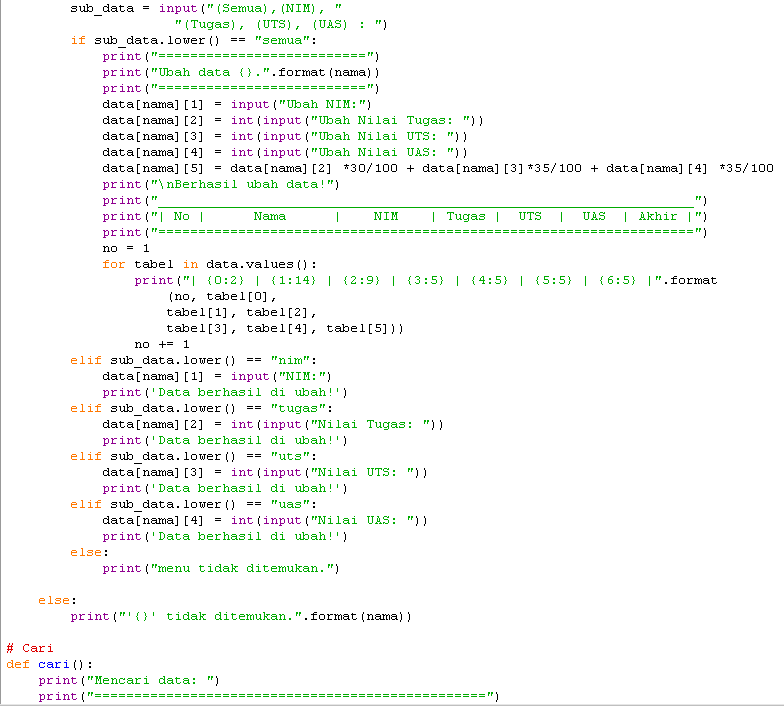 sub_data = input("(Semua),(NIM), "
                     "(Tugas), (UTS), (UAS) : ")
        if sub_data.lower() == "semua":
            print("==========================")
            print("Ubah data {}.".format(nama))
            print("==========================")
            data[nama][1] = input("Ubah NIM:")
            data[nama][2] = int(input("Ubah Nilai Tugas: "))
            data[nama][3] = int(input("Ubah Nilai UTS: "))
            data[nama][4] = int(input("Ubah Nilai UAS: "))
            data[nama][5] = data[nama][2] *30/100 + data[nama][3]*35/100 + data[nama][4] *35/100
            print("\nBerhasil ubah data!")
            print("___________________________________________________________________")
            print("| No |      Nama      |    NIM    | Tugas |  UTS  |  UAS  | Akhir |")
            print("===================================================================")
            no = 1
            for tabel in data.values():
                print("| {0:2} | {1:14} | {2:9} | {3:5} | {4:5} | {5:5} | {6:5} |".format
                    (no, tabel[0],
                    tabel[1], tabel[2],
                    tabel[3], tabel[4], tabel[5]))
                no += 1
        elif sub_data.lower() == "nim":
            data[nama][1] = input("NIM:")
            print('Data berhasil di ubah!')
        elif sub_data.lower() == "tugas":
            data[nama][2] = int(input("Nilai Tugas: "))
            print('Data berhasil di ubah!')
        elif sub_data.lower() == "uts":
            data[nama][3] = int(input("Nilai UTS: "))
            print('Data berhasil di ubah!')
        elif sub_data.lower() == "uas":
            data[nama][4] = int(input("Nilai UAS: "))
            print('Data berhasil di ubah!')
        else:
            print("menu tidak ditemukan.")

    else:
        print("'{}' tidak ditemukan.".format(nama))

# Cari
def cari():
    print("Mencari data: ")
    print("=================================================")